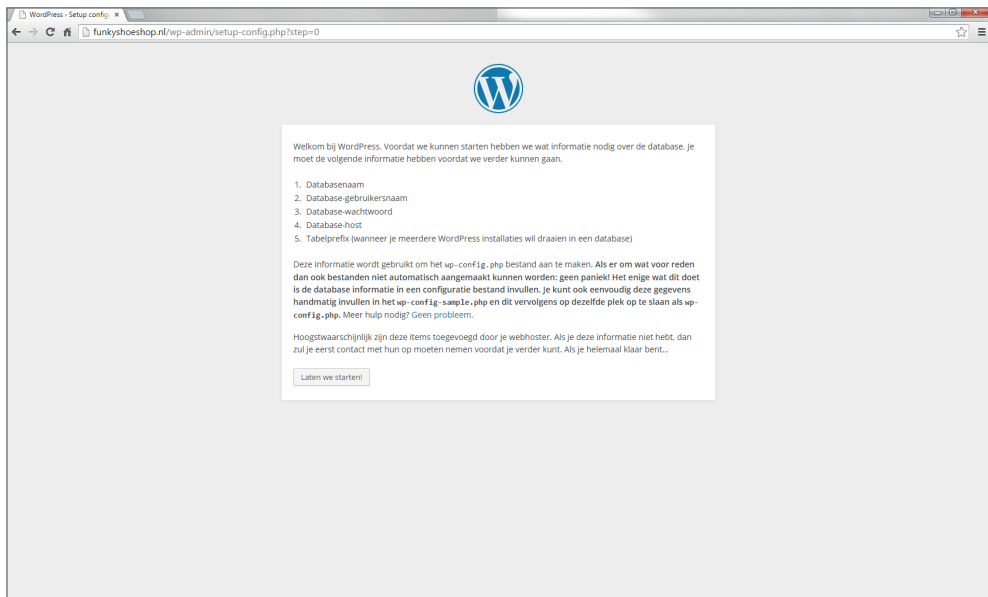 WordPress › Setup config
funkyshoeshop.nl/wp-admin/setup-config.php?step=0
Welkom bij WordPress. Voordat we kunnen starten hebben we wat informatie nodig over de database. Je
moet de volgende informatie hebben voordat we verder kunnen gaan.
1. Databasenaam
2. Database-gebruikersnaam
3. Database-wachtwoord
4. Database-host
5. Tabelprefix (wanneer je meerdere WordPress installaties wil draaien in een database)
Deze informatie wordt gebruikt om het wp-config.php bestand aan te maken. Als er om wat voor reden
dan ook bestanden niet automatisch aangemaakt kunnen worden: geen paniek! Het enige wat dit doet
is de database informatie in een configuratie bestand invullen. Je kunt ook eenvoudig deze gegevens
handmatig invullen in het wp-config-sample.php en dit vervolgens op dezelfde plek op te slaan als wp-
config.php. Meer hulp nodig? Geen probleem.
Hoogstwaarschijnlijk zijn deze items toegevoegd door je webhoster. Als je deze informatie niet hebt, dan
zul je eerst contact met hun op moeten nemen voordat je verder kunt. Als je helemaal klaar bent...
Laten we starten!